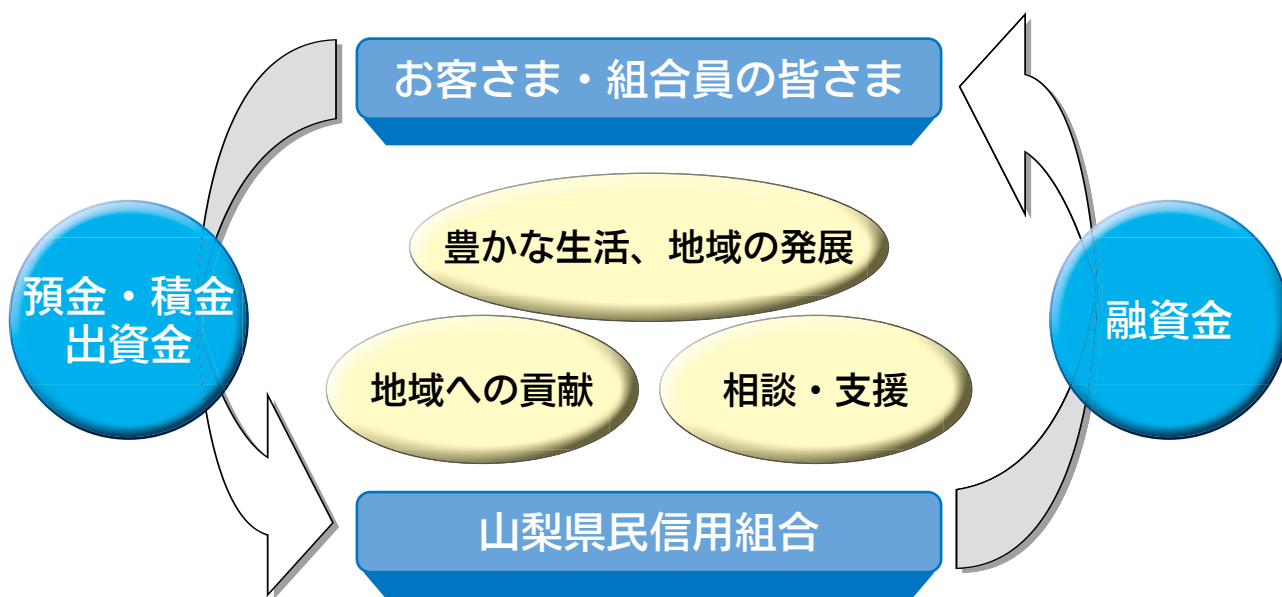 お客さま・組合員の皆さま
豊かな生活、地域の発展
預金・積金
出資金
融資金
地域への貢献
相談・支援
山梨県民信用組合